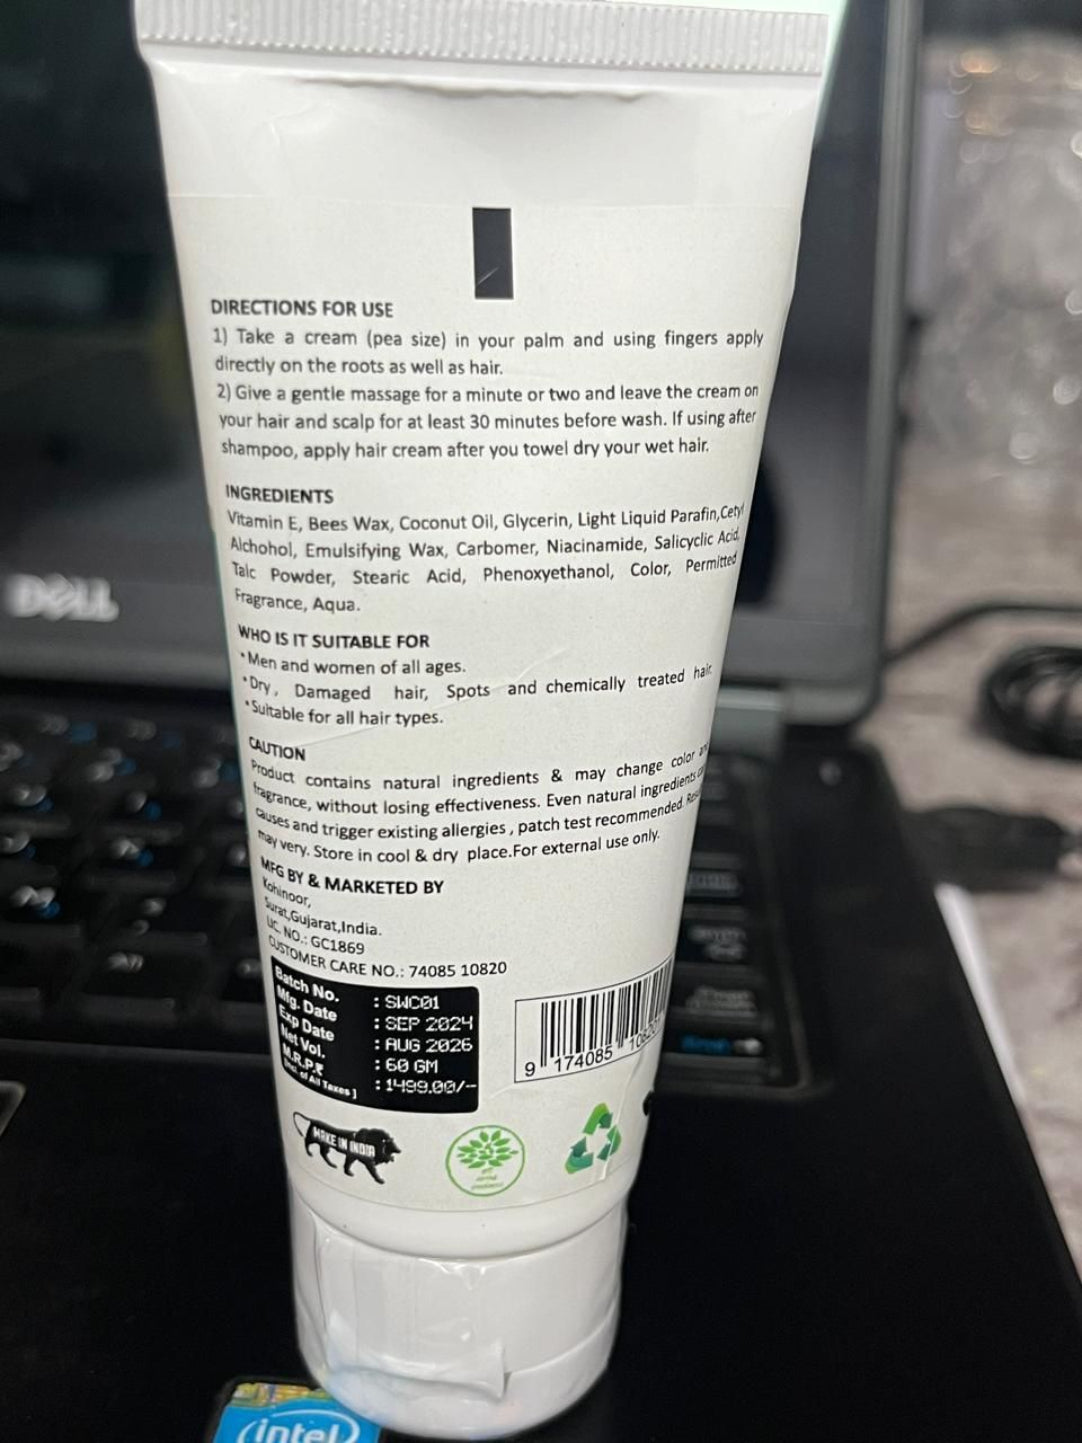 DIRECTIONS FOR USE
1) Take a cream (pea size) in your palm and using fingers apply
directly on the roots as well as hair.
2) Give a gentle massage for a minute or two and leave the cream on
your hair and scalp for at least 30 minutes before wash. If using after
shampoo, apply hair cream after you towel dry your wet hair.
INGREDIENTS
Vitamin E, Bees Wax, Coconut Oil, Glycerin, Light Liquid Parafin,Cetyl
Alchohol, Emulsifying Wax, Carbomer, Niacinamide, Salicyclic Acid,
Talc Powder, Stearic Acid, Phenoxyethanol, Color, Permitted
Fragrance, Aqua.
WHO IS IT SUITABLE FOR
*Men and women of all ages.
*Dry, Damaged hair, Spots and chemically treated hair.
*Suitable for all hair types.
CAUTION
Product contains natural ingredients & may change color and
fragrance, without losing effectiveness. Even natural ingredients
causes and trigger existing allergies , patch test recommended.
may very. Store in cool & dry place.For external use only.
MFG BY & MARKETED BY
Kohinoor,
Surat,Gujarat,India.
LIC. NO.: GC1869
CUSTOMER CARE NO.: 74085 10820
Batch No. : SWC01
Mfg. Date : SEP 2024
Exp Date : AUG 2026
Net Vol. : 60 GM
M.R.P.₹ : 1499.00/-
[Incl. of All Taxes]
9 174085
MAKE IN INDIA
DELL
intel